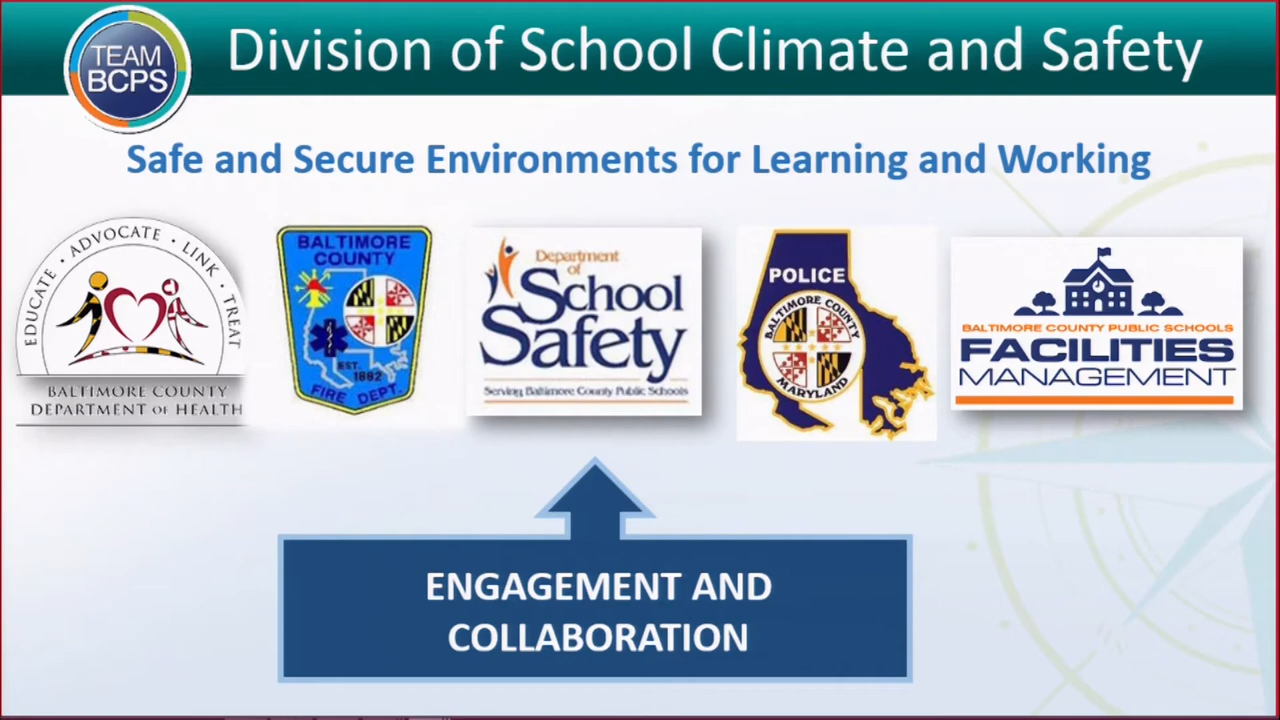 TEAM
BCPS
Division of School Climate and Safety
Safe and Secure Environments for Learning and Working
EDUCATE · ADVOCATE · LINK · TREAT
BALTIMORE COUNTY
DEPARTMENT OF HEALTH
BALTIMORE
COUNTY
EST.
1882
FIRE DEPT.
Department
of
School
Safety
Serving Baltimore County Public Schools
POLICE
BALTIMORE COUNTY
MARYLAND
BALTIMORE COUNTY PUBLIC SCHOOLS
FACILITIES
MANAGEMENT
ENGAGEMENT AND
COLLABORATION